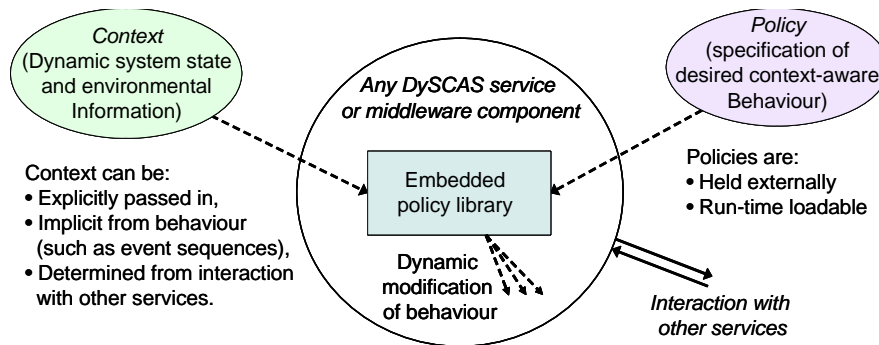 Context
(Dynamic system state
and environmental
Information)
Policy
(specification of
desired context-aware
Behaviour)
Any DySCAS service
or middleware component
Embedded
policy library
Dynamic
modification
of behaviour
Context can be:
• Explicitly passed in,
• Implicit from behaviour
(such as event sequences),
• Determined from interaction
with other services.
Policies are:
• Held externally
• Run-time loadable
Interaction with
other services